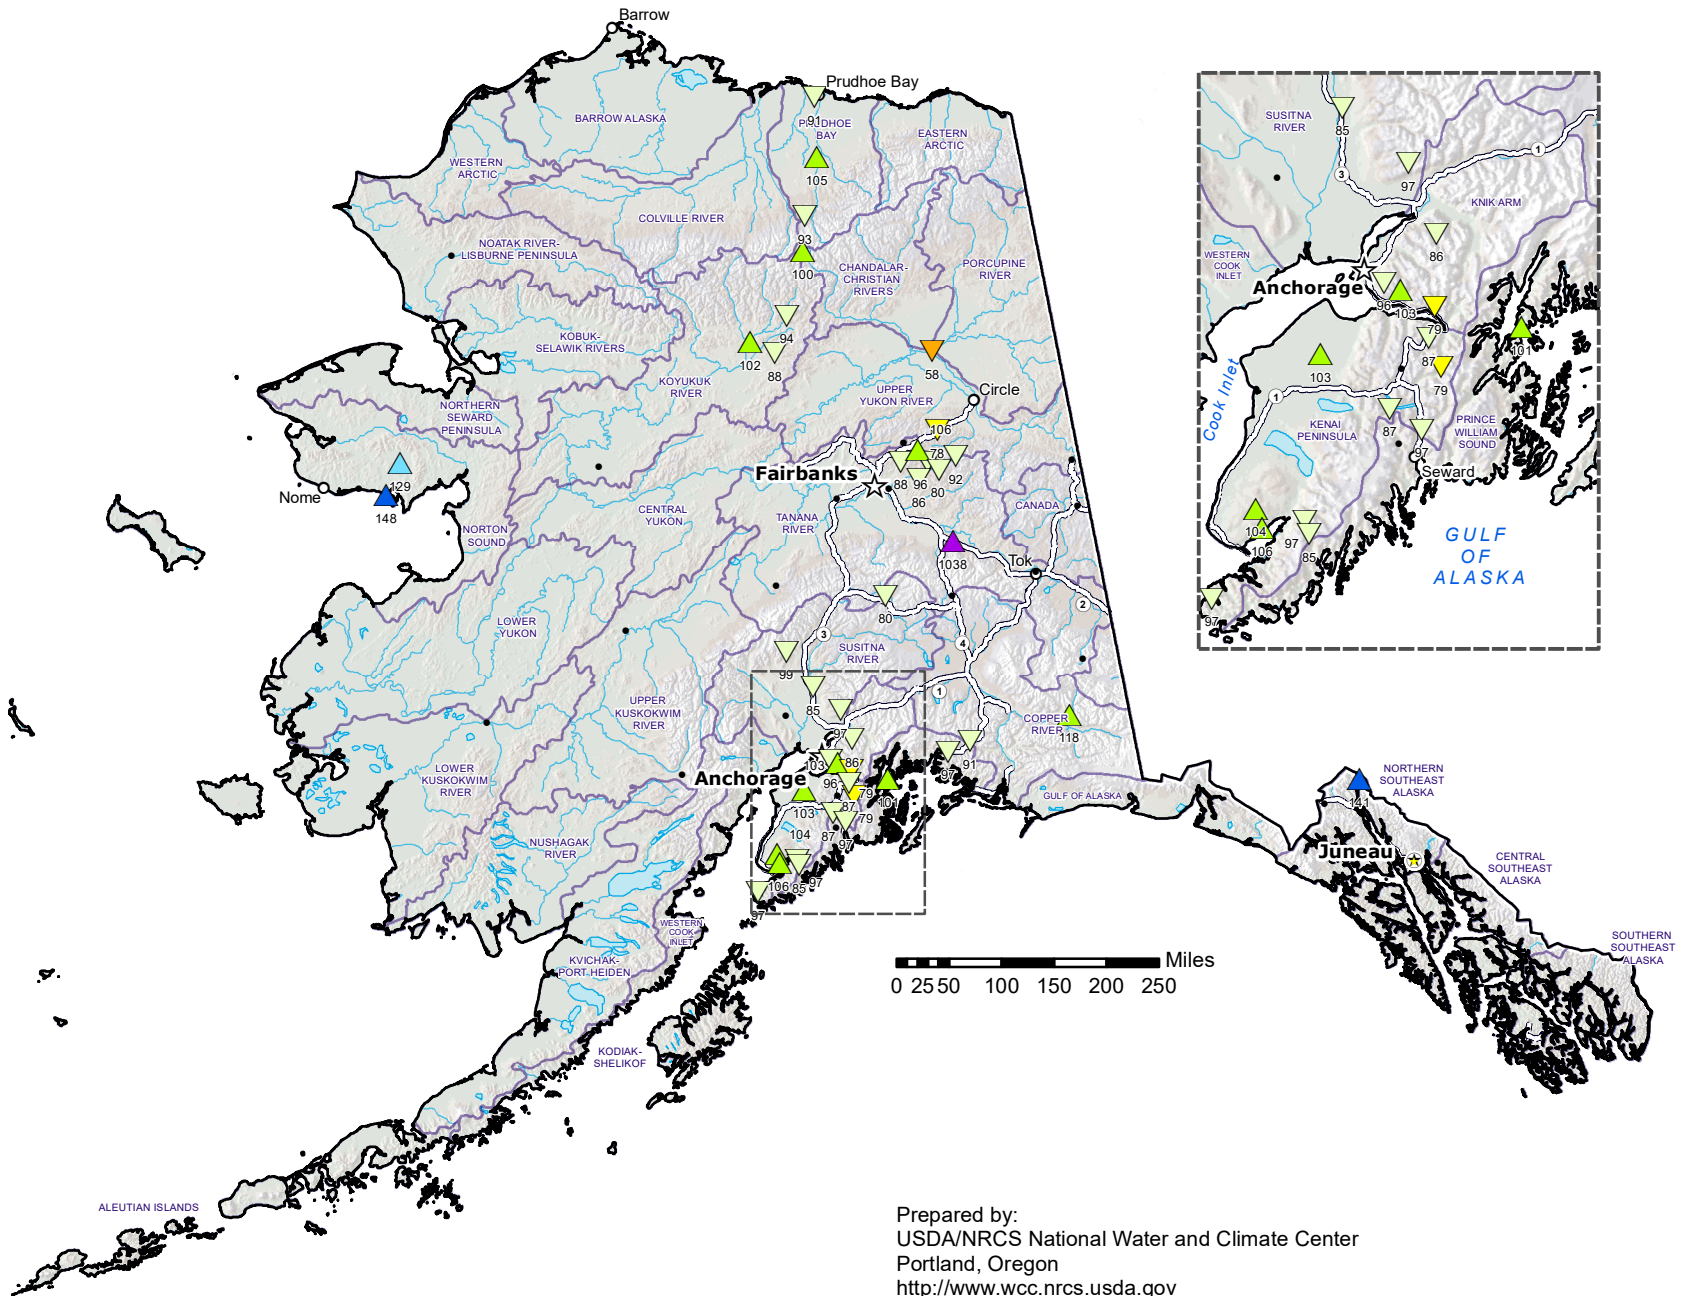 Barrow
Prudhoe Bay
91
PRUDHOE
BAY
BARROW ALASKA
EASTERN
ARCTIC
WESTERN
ARCTIC
105
COLVILLE RIVER
93
NOATAK RIVER-
LISBURNE PENINSULA
100
CHANDALAR-
CHRISTIAN
RIVERS
PORCUPINE
RIVER
KOBUK-
SELAWIK RIVERS
94
102
88
58
KOYUKUK
RIVER
UPPER
YUKON RIVER
Circle
NORTHERN
SEWARD
PENINSULA
106
78
Fairbanks
88
96
80
92
86
129
Nome
148
CENTRAL
YUKON
TANANA
RIVER
CANADA
NORTON
SOUND
1038
Tok
2
80
LOWER
YUKON
3
4
SUSITNA
RIVER
99
1
85
UPPER
KUSKOKWIM
RIVER
COPPER
RIVER
118
97
91
97
LOWER
KUSKOKWIM
RIVER
Anchorage
103
86
96
79
101
87
103
79
104
87
97
GULF OF ALASKA
NUSHAGAK
RIVER
106
85
97
97
WESTERN
COOK
INLET
KVICHAK-
PORT HEIDEN
KODIAK-
SHELIKOF
ALEUTIAN ISLANDS
NORTHERN
SOUTHEAST
ALASKA
141
Juneau
CENTRAL
SOUTHEAST
ALASKA
SOUTHERN
SOUTHEAST
ALASKA
Miles
0 25 50 100 150 200 250
SUSITNA
RIVER
85
1
3
97
KNIK ARM
86
WESTERN
COOK
INLET
Anchorage
96
103
79
101
87
103
79
Cook Inlet
1
KENAI
PENINSULA
87
PRINCE
WILLIAM
SOUND
97
Seward
104
106
97
85
97
GULF
OF
ALASKA
Prepared by:
USDA/NRCS National Water and Climate Center
Portland, Oregon
http://www.wcc.nrcs.usda.gov